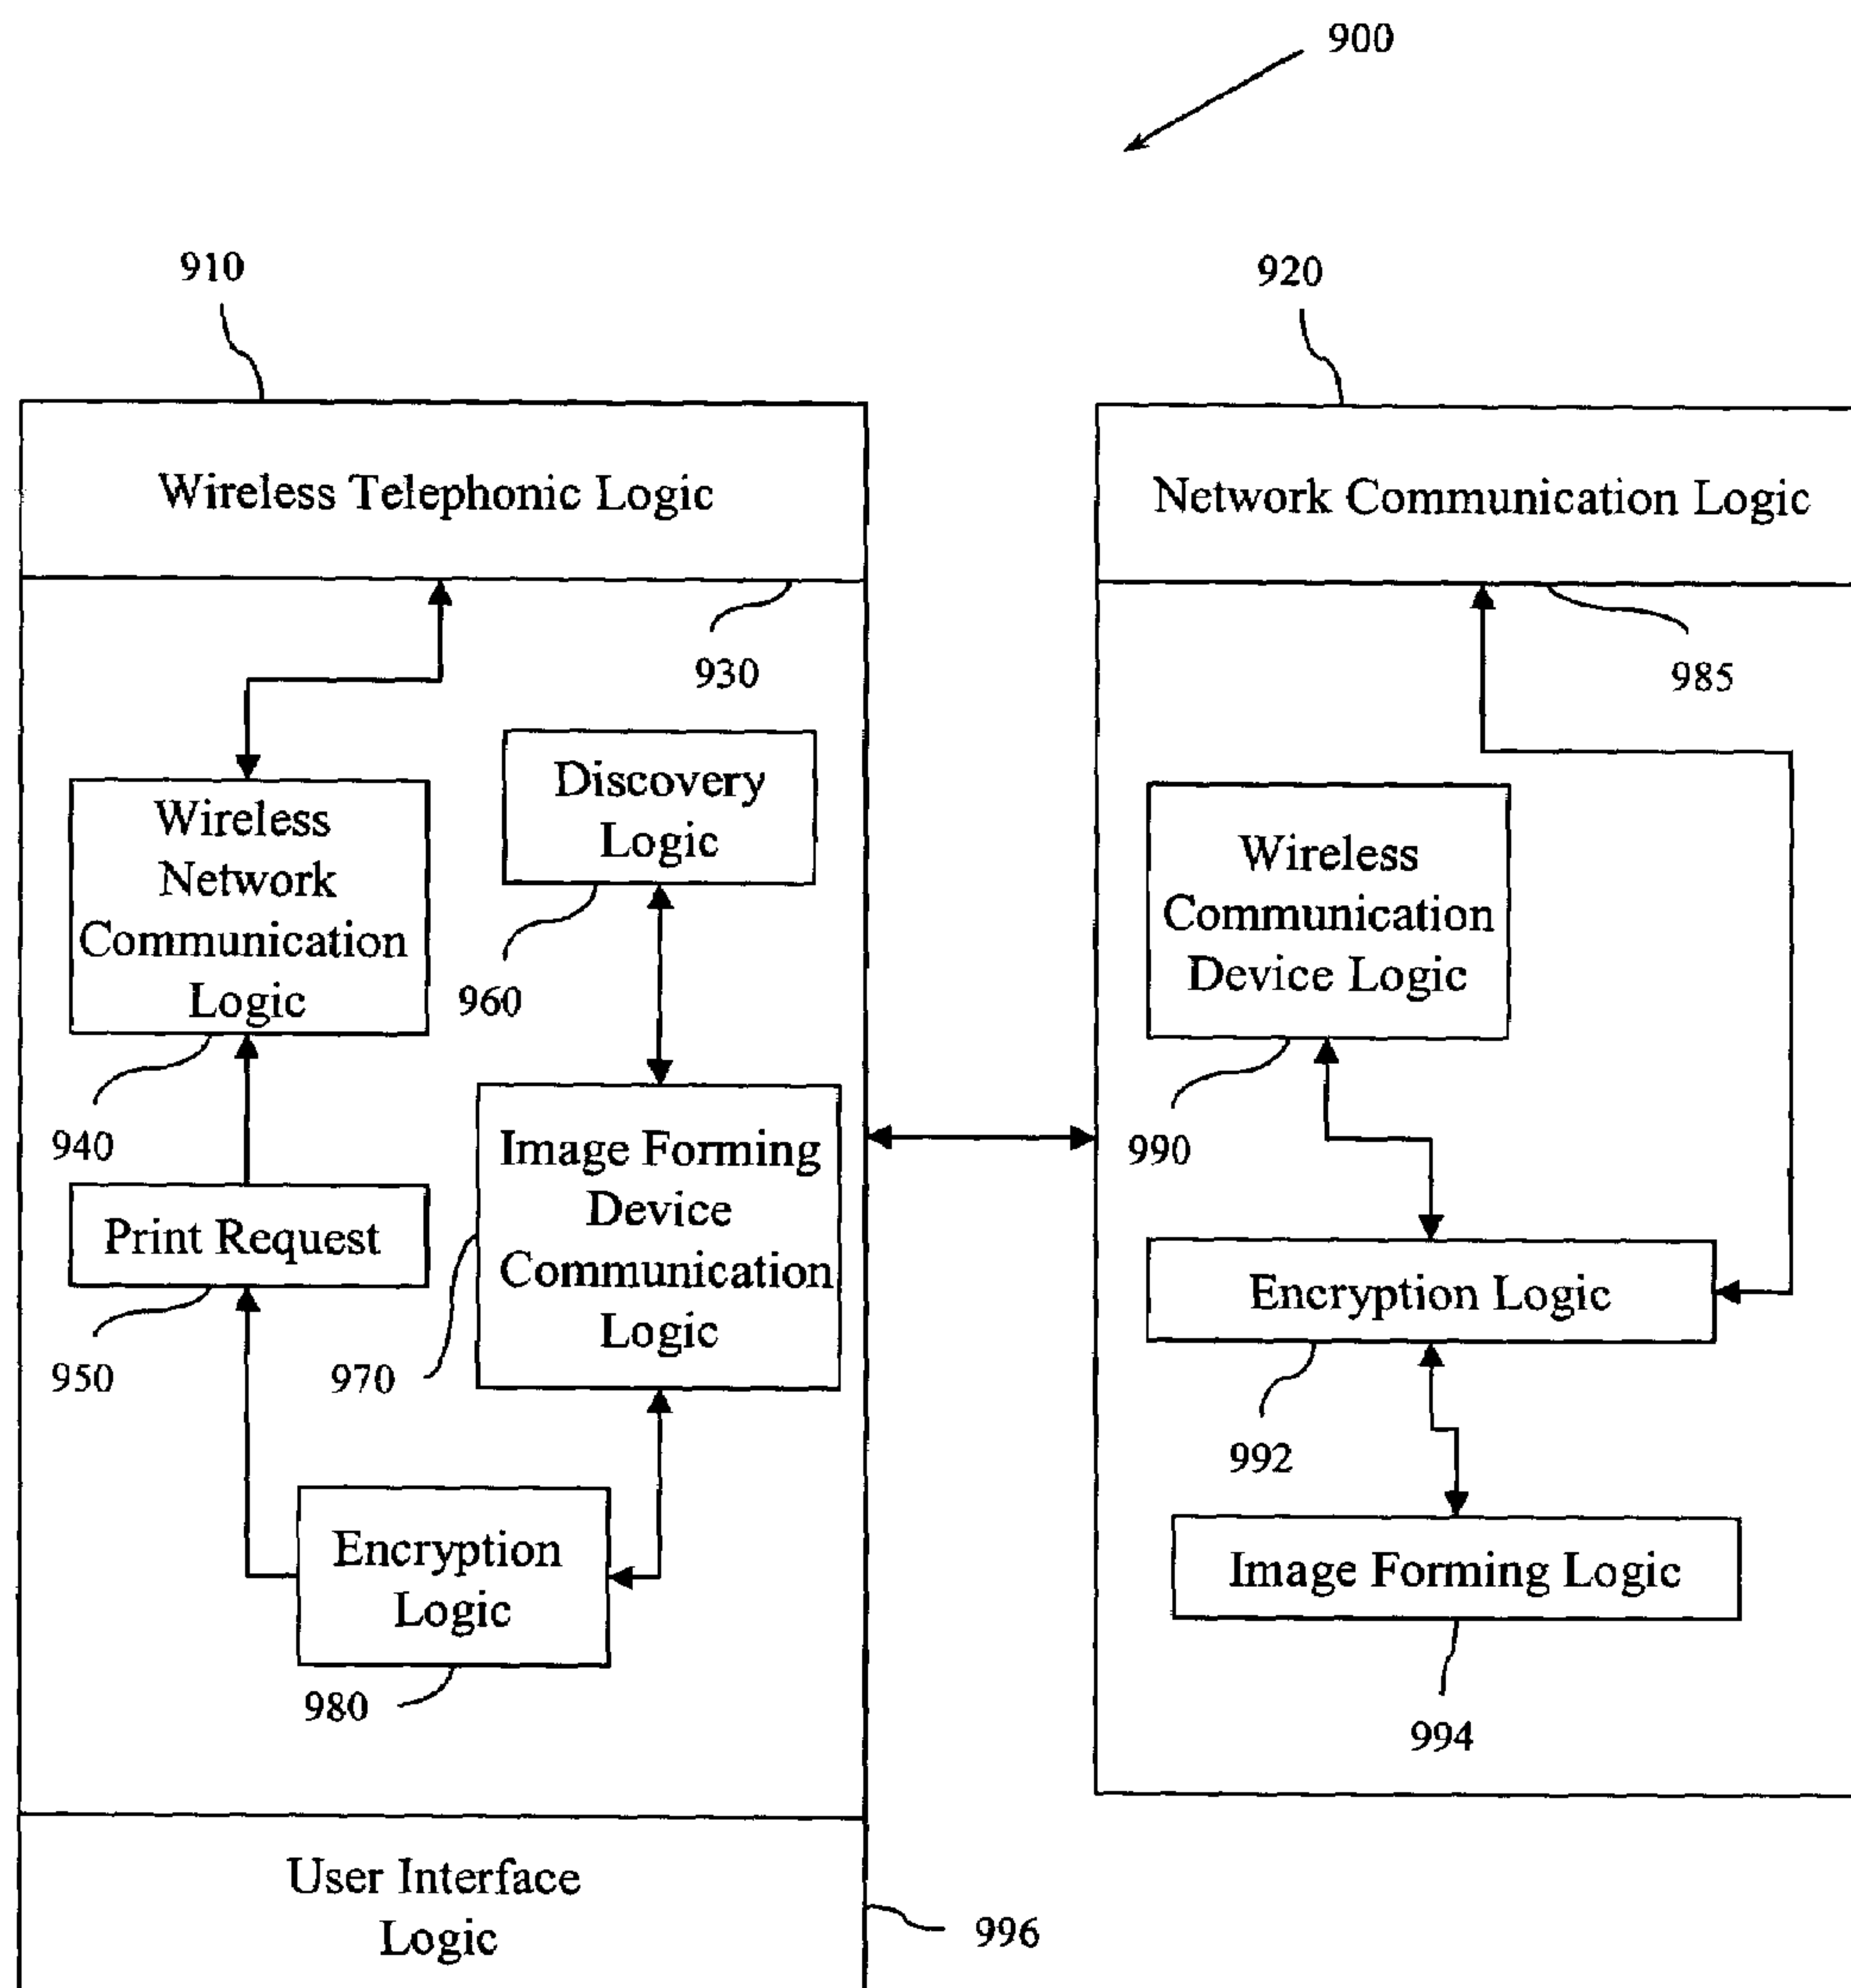 900
910
920
Wireless Telephonic Logic
Network Communication Logic
930
985
Discovery
Logic
Wireless
Network
Communication
Logic
960
Wireless
Communication
Device Logic
940
990
Image Forming
Device
Communication
Logic
Print Request
950
970
Encryption Logic
992
Encryption
Logic
Image Forming Logic
980
994
User Interface
Logic
996